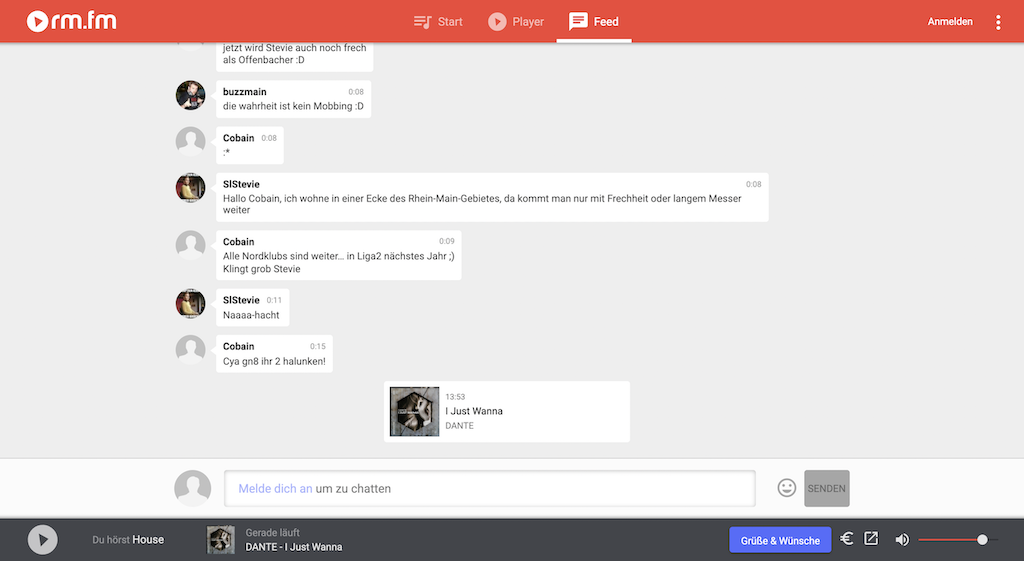 rm.fm
Start
Player
Feed
Anmelden
jetzt wird Stevie auch noch frech
als Offenbacher :D
buzzmain 0:08
die wahrheit ist kein Mobbing :D
Cobain 0:08
:*
SlStevie 0:08
Hallo Cobain, ich wohne in einer Ecke des Rhein-Main-Gebietes, da kommt man nur mit Frechheit oder langem Messer
weiter
Cobain 0:09
Alle Nordklubs sind weiter... in Liga2 nächstes Jahr ;)
Klingt grob Stevie
SlStevie 0:11
Naaaa-hacht
Cobain 0:15
Cya gn8 ihr 2 halunken!
13:53
I Just Wanna
DANTE
Melde dich an um zu chatten
SENDEN
Du hörst House
Gerade läuft
DANTE - I Just Wanna
Grüße & Wünsche
€